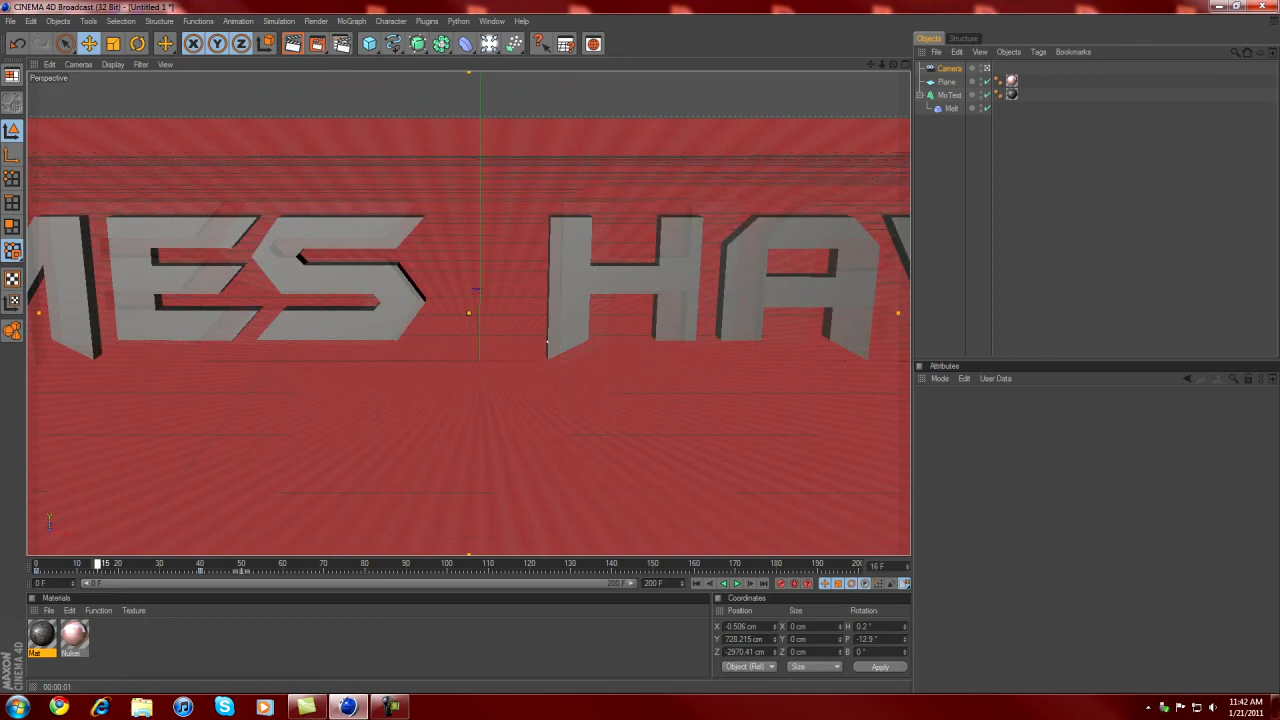 CINEMA 4D Broadcast (32 Bit) - [Untitled 1 *]
File Edit Objects Tools Selection Structure Functions Animation Simulation Render MoGraph Character Plugins Python Window Help
X Y Z
Edit Cameras Display Filter View
Perspective
MES HA
Y
0 10 15 20 30 40 50 60 70 80 90 100 110 120 130 140 150 160 170 180 190 200 16 F
0 F 0 F 200 F 200 F
Materials
File Edit Function Texture
Mat
00:00:01
MAXON
CINEMA 4D
Coordinates
Position Size Rotation
X -0.506 cm X 0 cm H 0.2 °
Y 728.215 cm Y 0 cm P -12.9 °
Z -2970.41 cm Z 0 cm B 0 °
Object (Rel) Size Apply
Objects Structure
File Edit View Objects Tags Bookmarks
Camera
Plane
MoText
Melt
Attributes
Mode Edit User Data
11:42 AM
1/21/2011